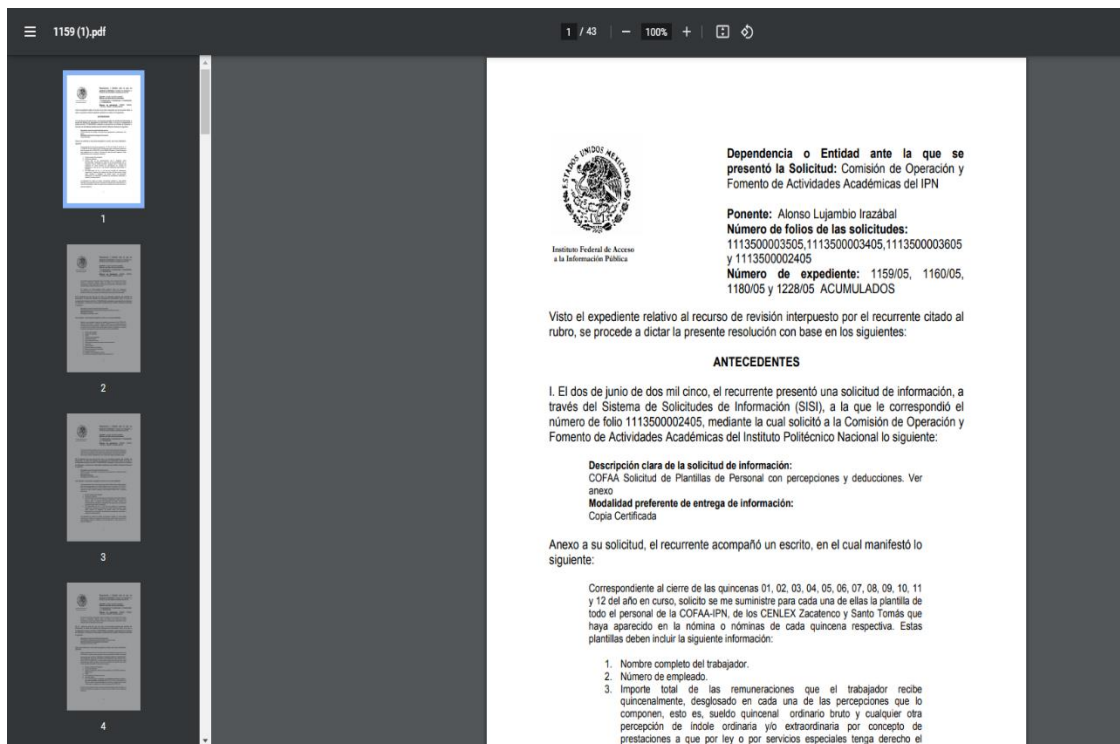 1159 (1).pdf
1 / 43
100%
1
2
3
4
ESTADOS UNIDOS MEXICANOS
Instituto Federal de Acceso
a la Información Pública
Dependencia o Entidad ante la que se
presentó la Solicitud: Comisión de Operación y
Fomento de Actividades Académicas del IPN
Ponente: Alonso Lujambio Irazábal
Número de folios de las solicitudes:
1113500003505,1113500003405,1113500003605
y 1113500002405
Número de expediente: 1159/05, 1160/05,
1180/05 y 1228/05 ACUMULADOS
Visto el expediente relativo al recurso de revisión interpuesto por el recurrente citado al
rubro, se procede a dictar la presente resolución con base en los siguientes:
ANTECEDENTES
I. El dos de junio de dos mil cinco, el recurrente presentó una solicitud de información, a
través del Sistema de Solicitudes de Información (SISI), a la que le correspondió el
número de folio 1113500002405, mediante la cual solicitó a la Comisión de Operación y
Fomento de Actividades Académicas del Instituto Politécnico Nacional lo siguiente:
Descripción clara de la solicitud de información:
COFAA Solicitud de Plantillas de Personal con percepciones y deducciones. Ver
anexo
Modalidad preferente de entrega de información:
Copia Certificada
Anexo a su solicitud, el recurrente acompañó un escrito, en el cual manifestó lo
siguiente:
Correspondiente al cierre de las quincenas 01, 02, 03, 04, 05, 06, 07, 08, 09, 10, 11
y 12 del año en curso, solicito se me suministre para cada una de ellas la plantilla de
todo el personal de la COFAA-IPN, de los CENLEX Zacatenco y Santo Tomás que
haya aparecido en la nómina o nóminas de cada quincena respectiva. Estas
plantillas deben incluir la siguiente información:
1. Nombre completo del trabajador.
2. Número de empleado.
3. Importe total de las remuneraciones que el trabajador recibe
quincenalmente, desglosado en cada una de las percepciones que lo
componen, esto es, sueldo quincenal ordinario bruto y cualquier otra
percepción de índole ordinaria y/o extraordinaria por concepto de
prestaciones a que por ley o por servicios especiales tenga derecho el